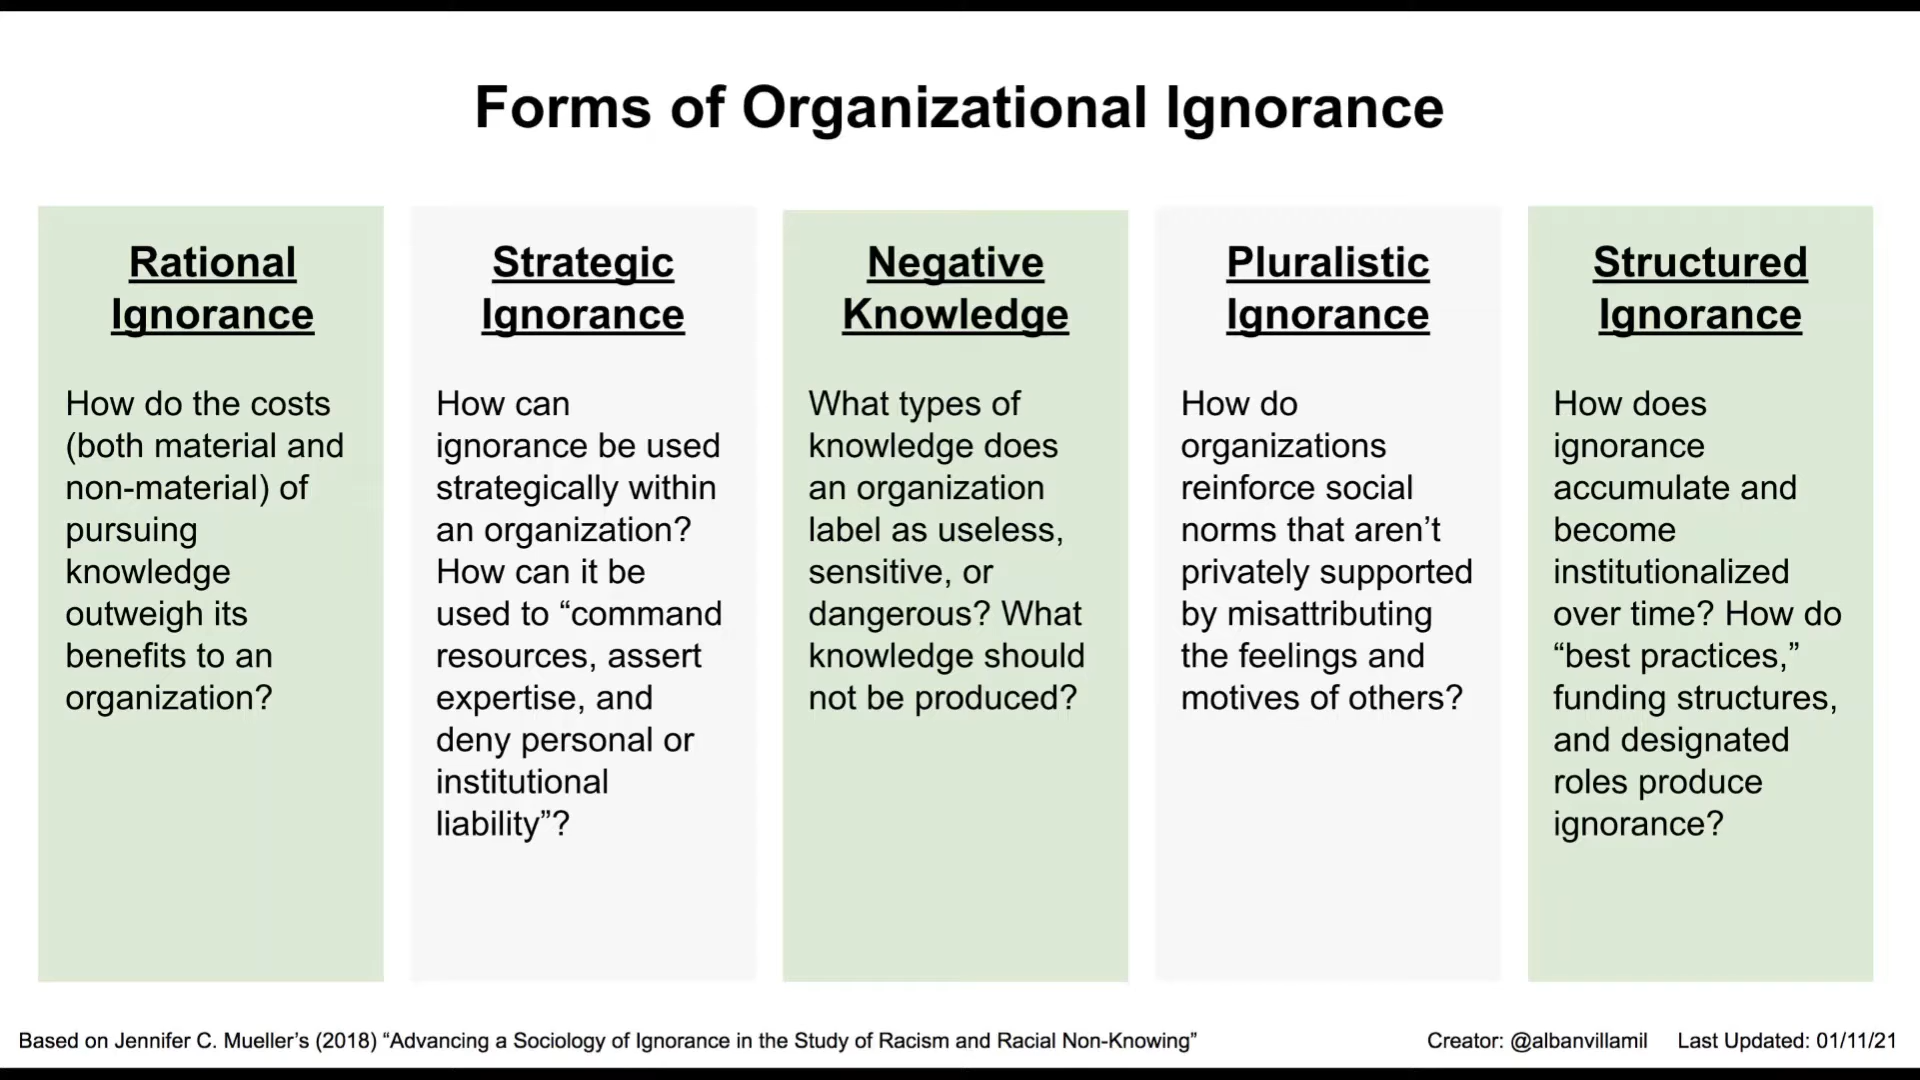 Forms of Organizational Ignorance
Rational
Ignorance
How do the costs
(both material and
non-material) of
pursuing
knowledge
outweigh its
benefits to an
organization?
Strategic
Ignorance
How can
ignorance be used
strategically within
an organization?
How can it be
used to “command
resources, assert
expertise, and
deny personal or
institutional
liability”?
Negative
Knowledge
What types of
knowledge does
an organization
label as useless,
sensitive, or
dangerous? What
knowledge should
not be produced?
Pluralistic
Ignorance
How do
organizations
reinforce social
norms that aren’t
privately supported
by misattributing
the feelings and
motives of others?
Structured
Ignorance
How does
ignorance
accumulate and
become
institutionalized
over time? How do
“best practices,”
funding structures,
and designated
roles produce
ignorance?
Based on Jennifer C. Mueller’s (2018) “Advancing a Sociology of Ignorance in the Study of Racism and Racial Non-Knowing”
Creator: @albanvillamil
Last Updated: 01/11/21